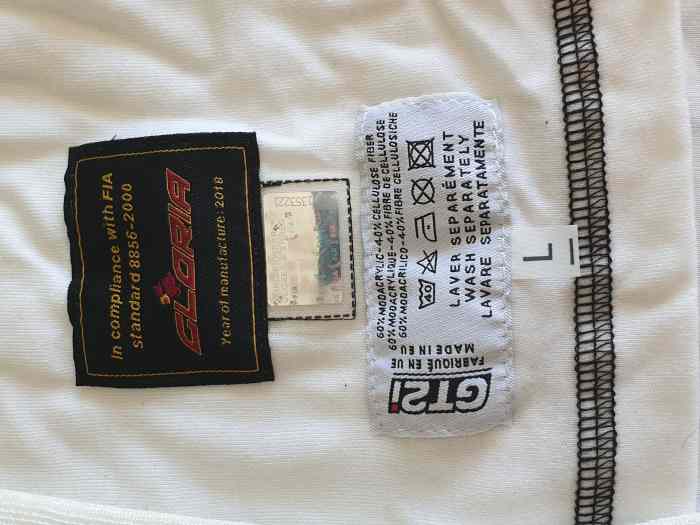 In compliance with FIA
standard 8856-2000
GLORIA
Year of manufacture: 2018
60% MODACRYLIC-40% CELLULOSE FIBER
60% MODACRYLIQUE-40% FIBRE DE CELLULOSE
60% MODACRILICO-40% FIBRE CELLULOSICHE
40
LAVER SEPARÉMENT
WASH SEPARATELY
LAVARE SEPARATAMENTE
GT2i
FABRIQUÉ EN UE
MADE IN EU
L